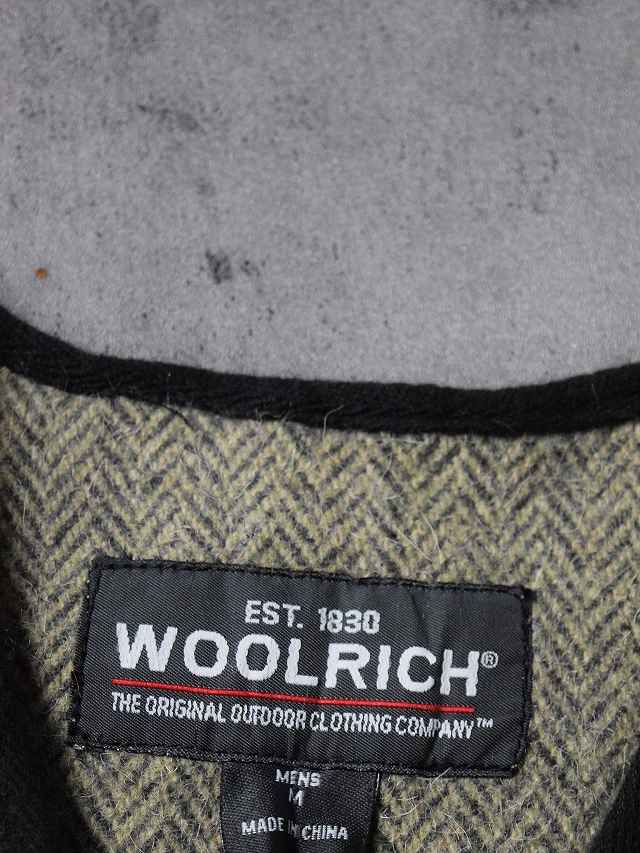 EST. 1830
WOOLRICH®
THE ORIGINAL OUTDOOR CLOTHING COMPANY™
MENS
M
MADE IN CHINA